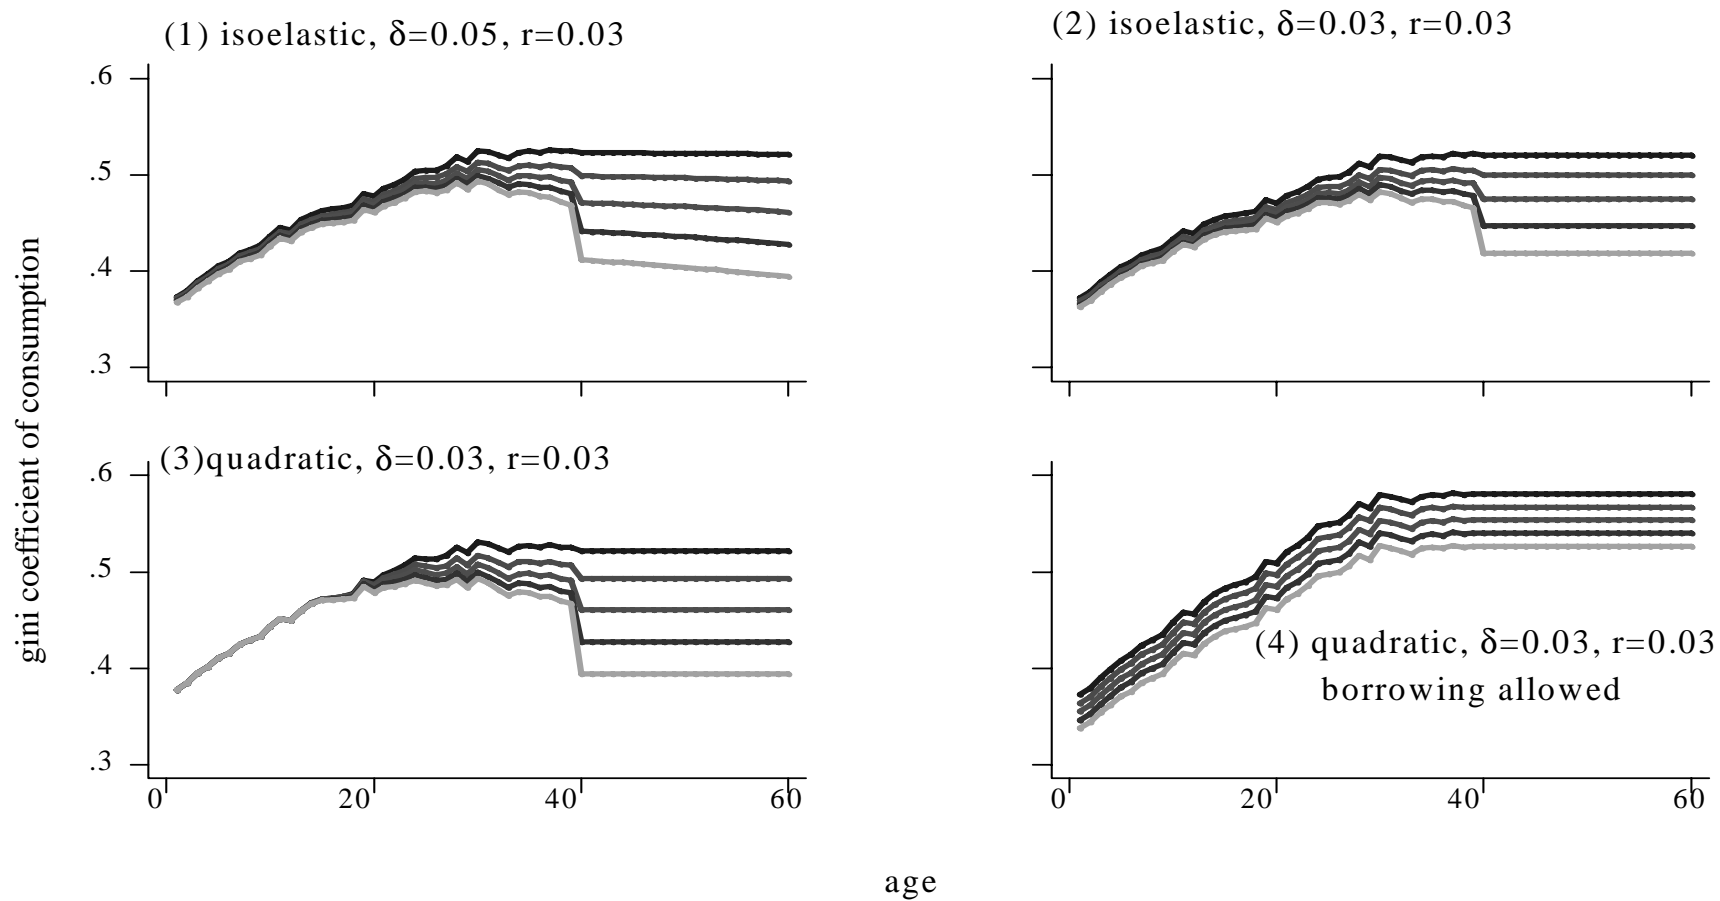 (1) isoelastic, δ=0.05, r=0.03
(2) isoelastic, δ=0.03, r=0.03
.6
.5
.4
.3
gini coefficient of consumption
(3)quadratic, δ=0.03, r=0.03
.6
.5
.4
.3
(4) quadratic, δ=0.03, r=0.03
borrowing allowed
0 20 40 60
0 20 40 60
age